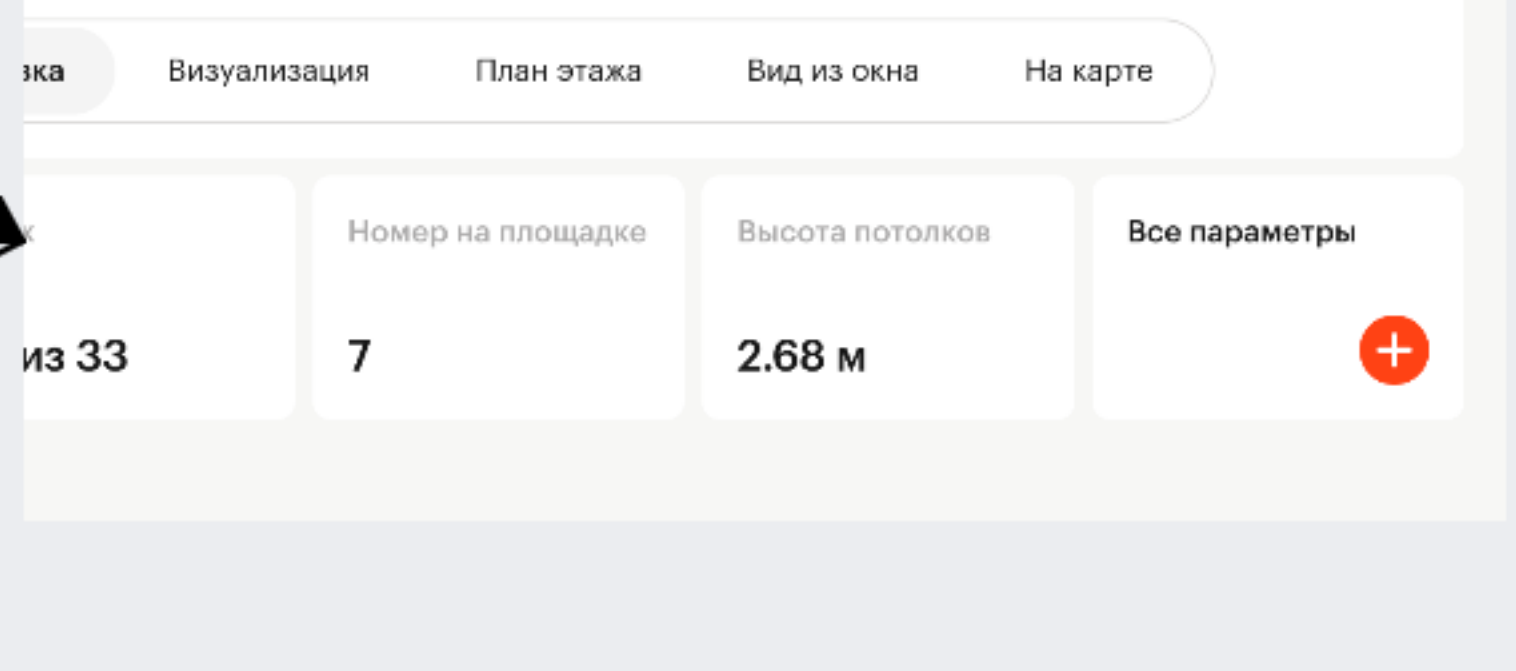 Визуализация План этажа Вид из окна На карте
Номер на площадке Высота потолков Все параметры
из 33 7 2.68 м